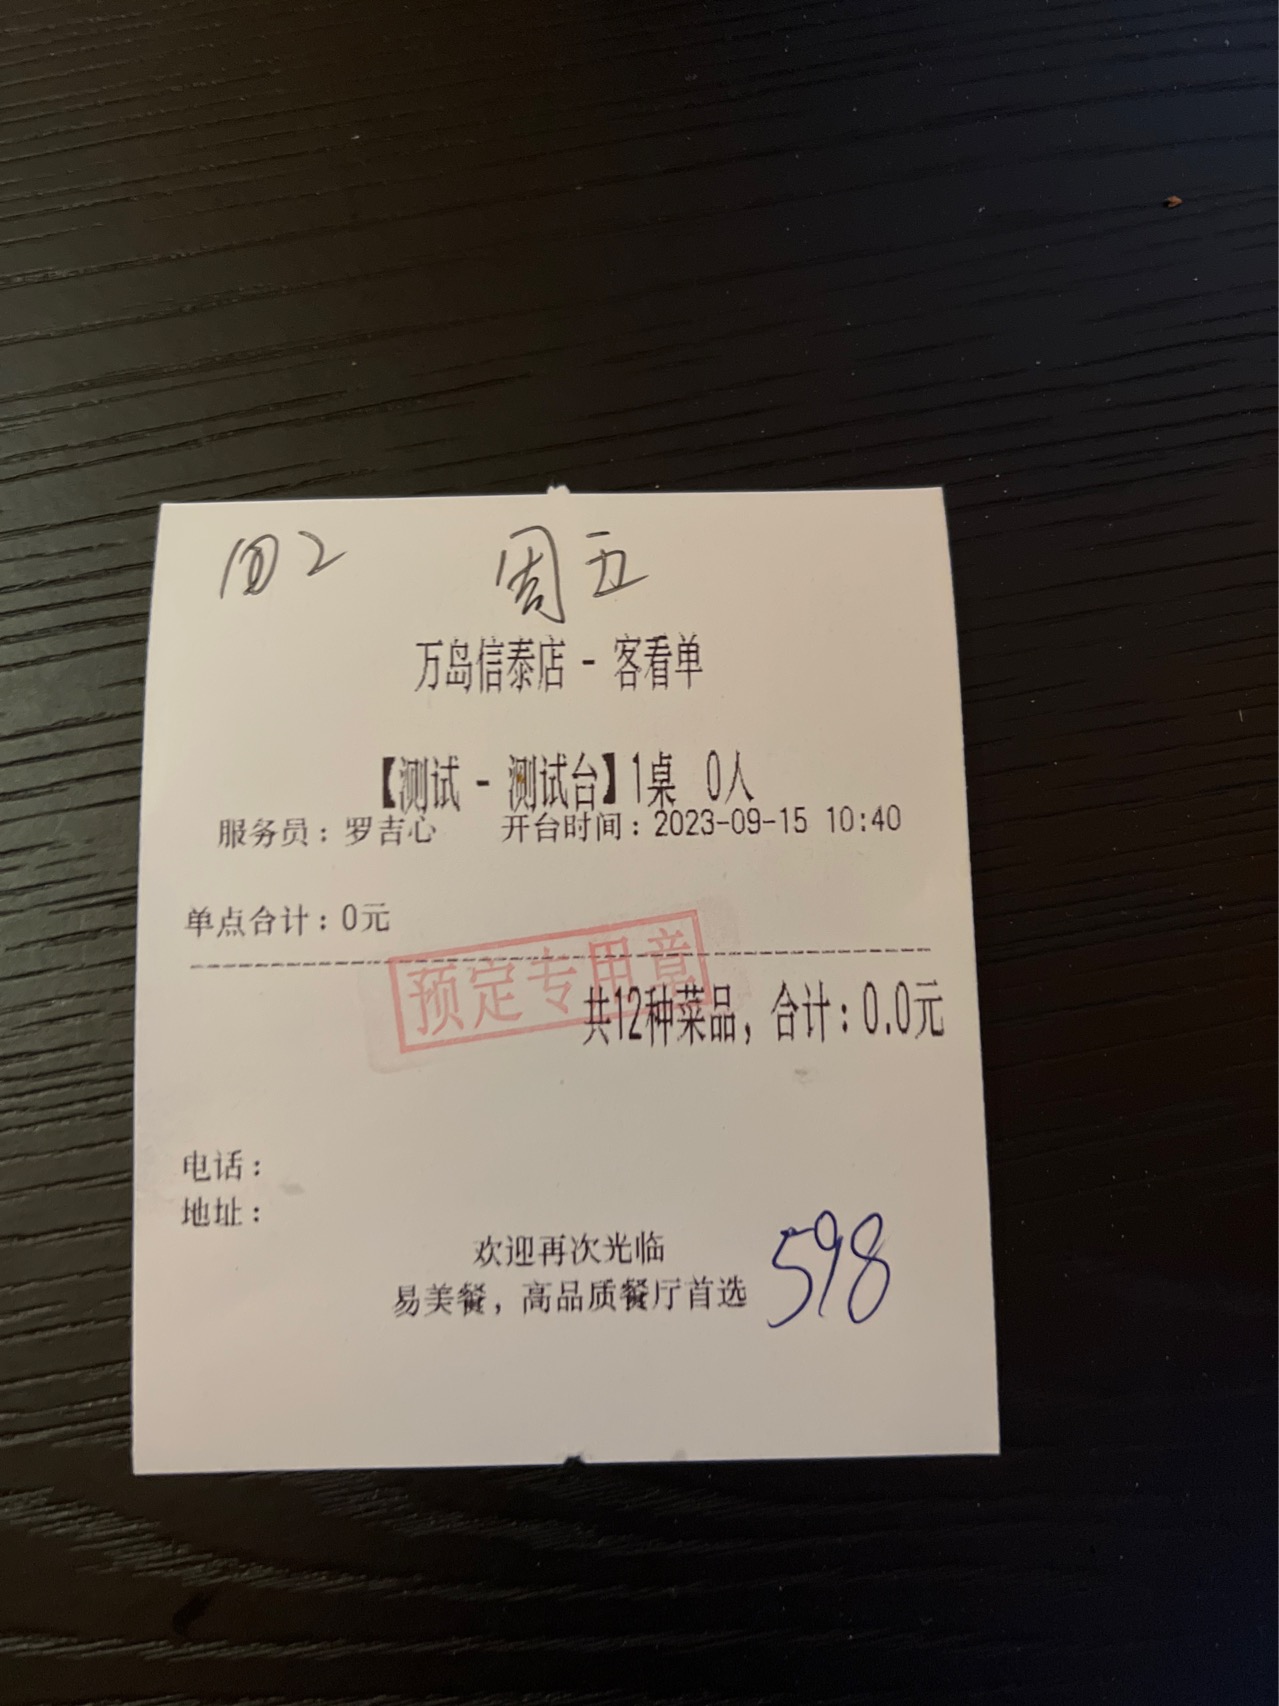 周五
万岛信泰店 - 客看单
【测试 - 测试台】1桌 0人
服务员：罗吉心 开台时间：2023-09-15 10:40
单点合计：0元
预定专用章
共12种菜品，合计：0.0元
电话：
地址：
欢迎再次光临
易美餐，高品质餐厅首选
598